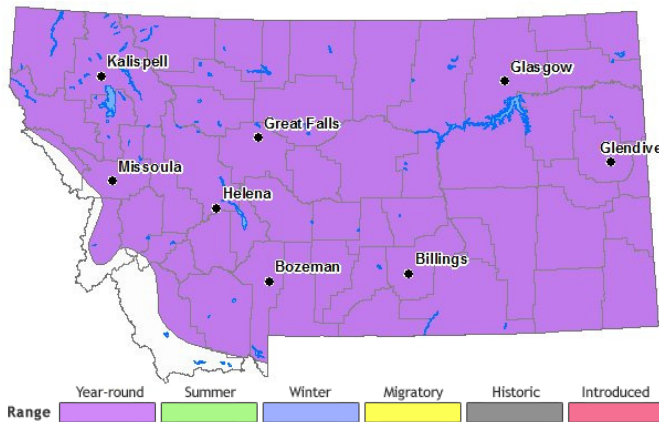 Kalispell
Glasgow
Great Falls
Glendive
Missoula
Helena
Bozeman
Billings
Year-round Summer Winter Migratory Historic Introduced
Range